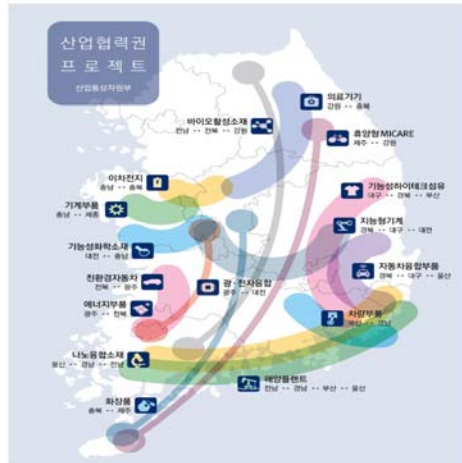 산업협력권
프로젝트
산업통상자원부
의료기기
강원 ↔ 충북
바이오활성소재
전남 ↔ 전북 ↔ 강원
휴양형 MICARE
제주 ↔ 강원
이차전지
충남 ↔ 충북
기능성하이테크섬유
대구 ↔ 경북 ↔ 부산
기계부품
충남 ↔ 세종
지능형기계
경북 ↔ 대구 ↔ 대전
기능성화학소재
대전 ↔ 충남
자동차융합부품
경북 ↔ 대구 ↔ 울산
친환경자동차
전북 ↔ 광주
광·전자융합
광주 ↔ 대전
에너지부품
광주 ↔ 전북
차량부품
부산 ↔ 경남
나노융합소재
울산 ↔ 경남 ↔ 전남
해양플랜트
전남 ↔ 경남 ↔ 부산 ↔ 울산
화장품
충북 ↔ 제주